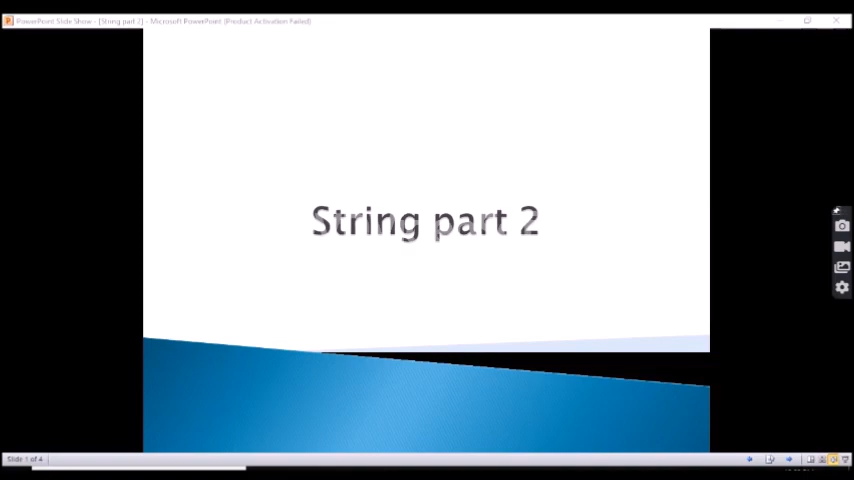 PowerPoint Slide Show - [String part 2] - Microsoft PowerPoint (Product Activation Failed)
String part 2
Slide 1 of 4